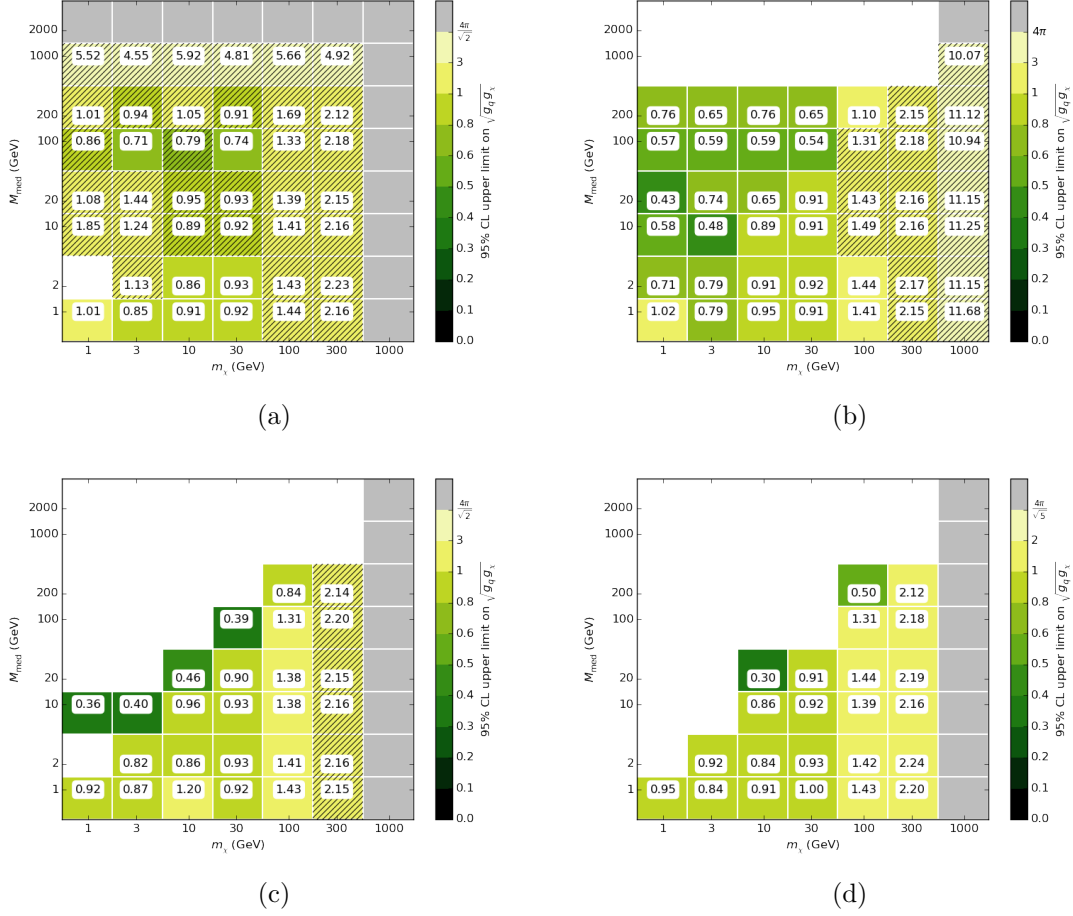 2000
1000
200
100
20
10
2
1
M_med (GeV)
5.52 4.55 5.92 4.81 5.66 4.92
1.01 0.94 1.05 0.91 1.69 2.12
0.86 0.71 0.79 0.74 1.33 2.18
1.08 1.44 0.95 0.93 1.39 2.15
1.85 1.24 0.89 0.92 1.41 2.16
1.13 0.86 0.93 1.43 2.23
1.01 0.85 0.91 0.92 1.44 2.16
1 3 10 30 100 300 1000
m_χ (GeV)
4π/√2
3
1
0.8
0.6
0.5
0.4
0.3
0.2
0.1
0.0
95% CL upper limit on √g_q g_χ
(a)
2000
1000
200
100
20
10
2
1
M_med (GeV)
10.07
0.76 0.65 0.76 0.65 1.10 2.15 11.12
0.57 0.59 0.59 0.54 1.31 2.18 10.94
0.43 0.74 0.65 0.91 1.43 2.16 11.15
0.58 0.48 0.89 0.91 1.49 2.16 11.25
0.71 0.79 0.91 0.92 1.44 2.17 11.15
1.02 0.79 0.95 0.91 1.41 2.15 11.68
1 3 10 30 100 300 1000
m_χ (GeV)
4π
3
1
0.8
0.6
0.5
0.4
0.3
0.2
0.1
0.0
95% CL upper limit on √g_q g_χ
(b)
2000
1000
200
100
20
10
2
1
M_med (GeV)
0.84 2.14
0.39 1.31 2.20
0.46 0.90 1.38 2.15
0.36 0.40 0.96 0.93 1.38 2.16
0.82 0.86 0.93 1.41 2.16
0.92 0.87 1.20 0.92 1.43 2.15
1 3 10 30 100 300 1000
m_χ (GeV)
4π/√2
3
1
0.8
0.6
0.5
0.4
0.3
0.2
0.1
0.0
95% CL upper limit on √g_q g_χ
(c)
2000
1000
200
100
20
10
2
1
M_med (GeV)
0.50 2.12
1.31 2.18
0.30 0.91 1.44 2.19
0.86 0.92 1.39 2.16
0.92 0.84 0.93 1.42 2.24
0.95 0.84 0.91 1.00 1.43 2.20
1 3 10 30 100 300 1000
m_χ (GeV)
4π/√5
2
1
0.8
0.6
0.5
0.4
0.3
0.2
0.1
0.0
95% CL upper limit on √g_q g_χ
(d)